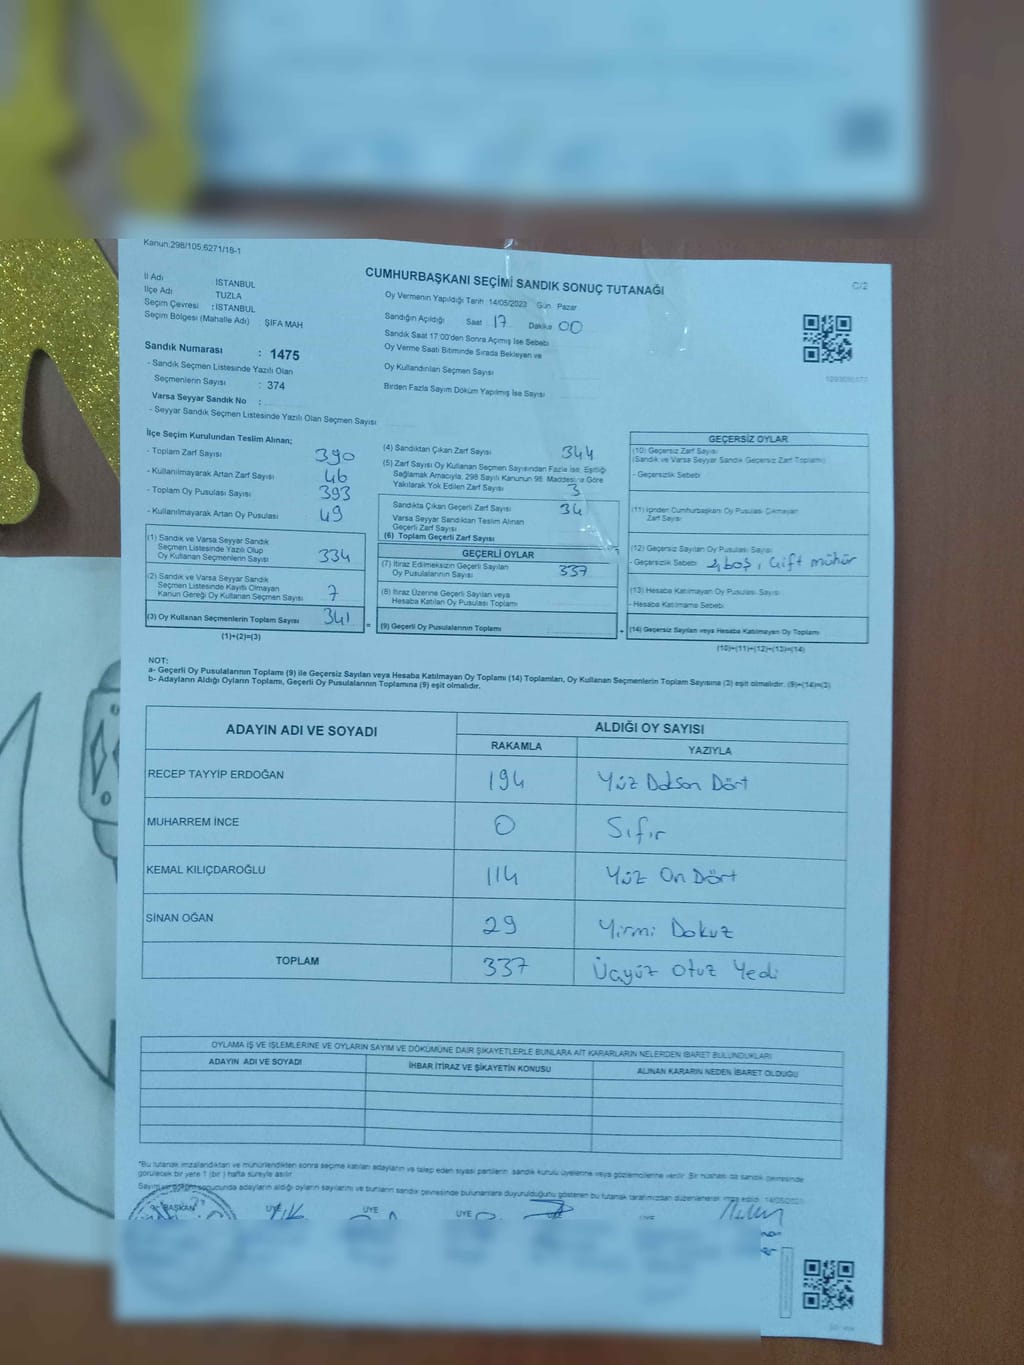 Kanun;298/105;6271/18-1
CUMHURBAŞKANI SEÇİMİ SANDIK SONUÇ TUTANAĞI
C/2
İl Adı İSTANBUL
İlçe Adı TUZLA
Seçim Çevresi : İSTANBUL
Seçim Bölgesi (Mahalle Adı) ŞİFA MAH
Sandık Numarası : 1475
- Sandık Seçmen Listesinde Yazılı Olan
Seçmenlerin Sayısı : 374
Varsa Seyyar Sandık No :
- Seyyar Sandık Seçmen Listesinde Yazılı Olan Seçmen Sayısı
Oy Vermenin Yapıldığı Tarih :14/05/2023 Gün Pazar
Sandığın Açıldığı Saat 17 Dakika 00
Sandık Saat 17:00'den Sonra Açılmış İse Sebebi
Oy Verme Saati Bitiminde Sırada Bekleyen ve
Oy Kullandırılan Seçmen Sayısı
Birden Fazla Sayım Döküm Yapılmış İse Sayısı
İlçe Seçim Kurulundan Teslim Alınan;
- Toplam Zarf Sayısı 390
- Kullanılmayarak Artan Zarf Sayısı 46
- Toplam Oy Pusulası Sayısı 393
- Kullanılmayarak Artan Oy Pusulası 49
(1) Sandık ve Varsa Seyyar Sandık
Seçmen Listesinde Yazılı Olup
Oy Kullanan Seçmenlerin Sayısı 334
(2) Sandık ve Varsa Seyyar Sandık
Seçmen Listesinde Kayıtlı Olmayan
Kanun Gereği Oy Kullanan Seçmen Sayısı 7
(3) Oy Kullanan Seçmenlerin Toplam Sayısı 341
(1)+(2)=(3)
(4) Sandıktan Çıkan Zarf Sayısı 344
(5) Zarf Sayısı Oy Kullanan Seçmen Sayısından Fazla ise, Eşitliği
Sağlamak Amacıyla, 298 Sayılı Kanunun 98. Maddesine Göre
Yakılarak Yok Edilen Zarf Sayısı 3
Sandıkta Çıkan Geçerli Zarf Sayısı 34
Varsa Seyyar Sandıktan Teslim Alınan
Geçerli Zarf Sayısı
(6) Toplam Geçerli Zarf Sayısı
GEÇERLİ OYLAR
(7) İtiraz Edilmeksizin Geçerli Sayılan
Oy Pusulalarının Sayısı 337
(8) İtiraz Üzerine Geçerli Sayılan veya
Hesaba Katılan Oy Pusulası Toplamı
= (9) Geçerli Oy Pusulalarının Toplamı
GEÇERSİZ OYLAR
(10) Geçersiz Zarf Sayısı
(Sandık ve Varsa Seyyar Sandık Geçersiz Zarf Toplamı)
- Geçersizlik Sebebi
(11) İçinden Cumhurbaşkanı Oy Pusulası Çıkmayan
Zarf Sayısı
(12) Geçersiz Sayılan Oy Pusulası Sayısı
- Geçersizlik Sebebi 2 boş, Çift mühür
(13) Hesaba Katılmayan Oy Pusulası Sayısı
- Hesaba Katılmama Sebebi
+ (14) Geçersiz Sayılan veya Hesaba Katılmayan Oy Toplamı
(10)+(11)+(12)+(13)=(14)
NOT:
a- Geçerli Oy Pusulalarının Toplamı (9) ile Geçersiz Sayılan veya Hesaba Katılmayan Oy Toplamı (14) Toplamları, Oy Kullanan Seçmenlerin Toplam Sayısına (3) eşit olmalıdır. (9)+(14)=(3)
b- Adayların Aldığı Oyların Toplamı, Geçerli Oy Pusulalarının Toplamına (9) eşit olmalıdır.
ADAYIN ADI VE SOYADI ALDIĞI OY SAYISI
RAKAMLA YAZIYLA
RECEP TAYYİP ERDOĞAN 194 Yüz Doksan Dört
MUHARREM İNCE 0 Sıfır
KEMAL KILIÇDAROĞLU 114 Yüz On Dört
SİNAN OĞAN 29 Yirmi Dokuz
TOPLAM 337 Üçyüz Otuz Yedi
OYLAMA İŞ VE İŞLEMLERİNE VE OYLARIN SAYIM VE DÖKÜMÜNE DAİR ŞİKAYETLERLE BUNLARA AİT KARARLARIN NELERDEN İBARET BULUNDUKLARI
ADAYIN ADI VE SOYADI İHBAR İTİRAZ VE ŞİKAYETİN KONUSU ALINAN KARARIN NEDEN İBARET OLDUĞU
*Bu tutanak imzalandıktan ve mühürlendikten sonra seçime katılan adayların ve talep eden siyasi partilerin sandık kurulu üyelerine veya gözlemcilerine verilir. Bir nüshası da sandık çevresinde
görülecek bir yere 1 (bir) hafta süreyle asılır.
sonucunda adayların aldığı oyların sayılarını ve bunların sandık çevresinde bulunanlara duyurulduğunu gösteren bu tutanak tarafımızdan düzenlenerek imza edildi.
BAŞKAN ÜYE ÜYE ÜYE ÜYE